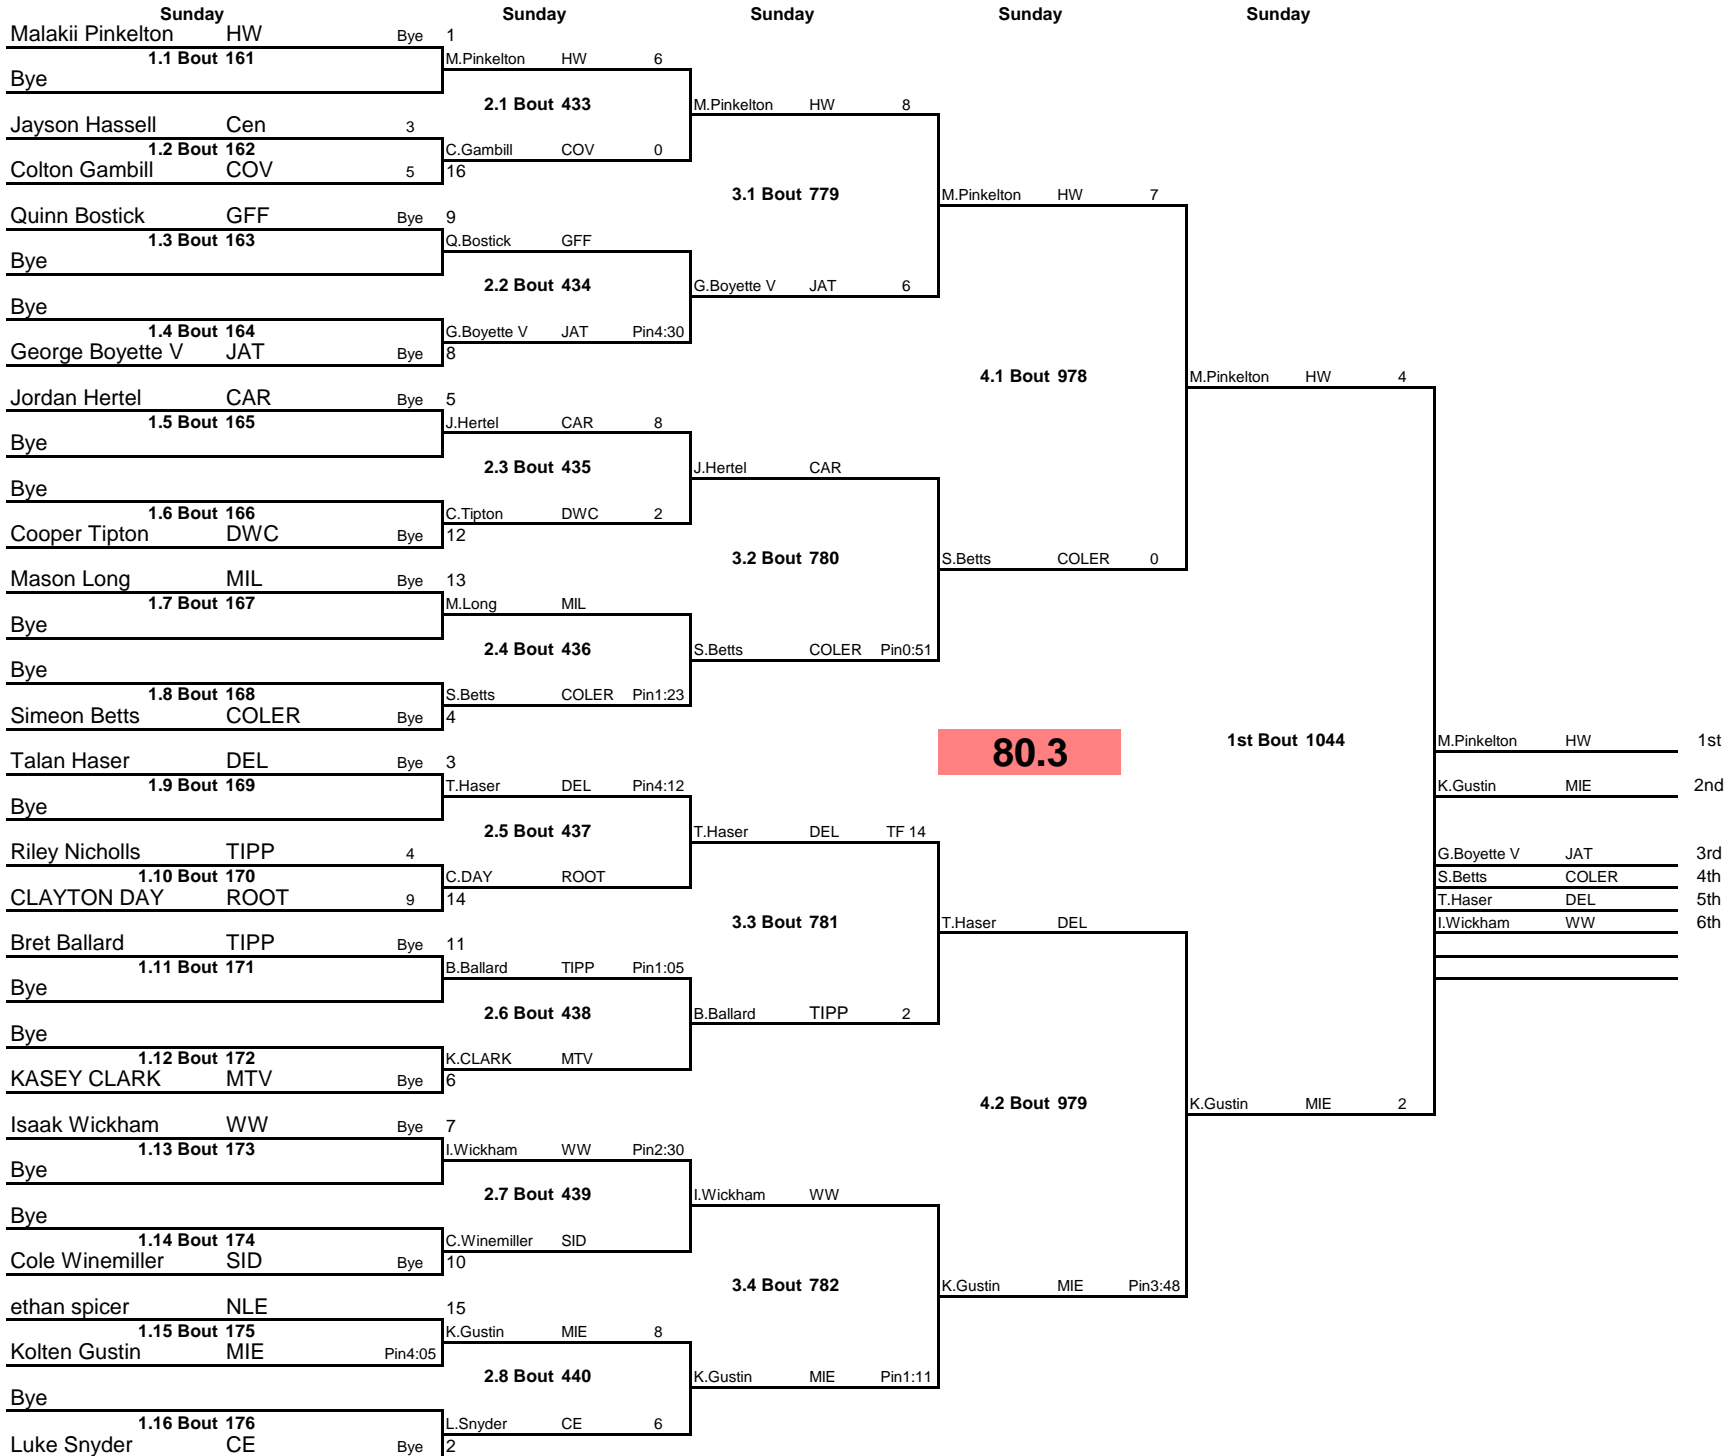 Sunday Sunday Sunday Sunday Sunday
Malakii Pinkelton HW Bye 1
1.1 Bout 161 M.Pinkelton HW 6
Bye
2.1 Bout 433 M.Pinkelton HW 8
Jayson Hassell Cen 3
1.2 Bout 162 C.Gambill COV 0
Colton Gambill COV 5 16
3.1 Bout 779 M.Pinkelton HW 7
Quinn Bostick GFF Bye 9
1.3 Bout 163 Q.Bostick GFF
Bye
2.2 Bout 434 G.Boyette V JAT 6
Bye
1.4 Bout 164 G.Boyette V JAT Pin4:30
George Boyette V JAT Bye 8
4.1 Bout 978 M.Pinkelton HW 4
Jordan Hertel CAR Bye 5
1.5 Bout 165 J.Hertel CAR 8
Bye
2.3 Bout 435 J.Hertel CAR
Bye
1.6 Bout 166 C.Tipton DWC 2
Cooper Tipton DWC Bye 12
3.2 Bout 780 S.Betts COLER 0
Mason Long MIL Bye 13
1.7 Bout 167 M.Long MIL
Bye
2.4 Bout 436 S.Betts COLER Pin0:51
Bye
1.8 Bout 168 S.Betts COLER Pin1:23
Simeon Betts COLER Bye 4
80.3 1st Bout 1044 M.Pinkelton HW 1st
Talan Haser DEL Bye 3
1.9 Bout 169 T.Haser DEL Pin4:12 K.Gustin MIE 2nd
Bye
2.5 Bout 437 T.Haser DEL TF 14
Riley Nicholls TIPP 4 G.Boyette V JAT 3rd
1.10 Bout 170 C.DAY ROOT S.Betts COLER 4th
CLAYTON DAY ROOT 9 14 T.Haser DEL 5th
3.3 Bout 781 T.Haser DEL I.Wickham WW 6th
Bret Ballard TIPP Bye 11
1.11 Bout 171 B.Ballard TIPP Pin1:05
Bye
2.6 Bout 438 B.Ballard TIPP 2
Bye
1.12 Bout 172 K.CLARK MTV
KASEY CLARK MTV Bye 6
4.2 Bout 979 K.Gustin MIE 2
Isaak Wickham WW Bye 7
1.13 Bout 173 I.Wickham WW Pin2:30
Bye
2.7 Bout 439 I.Wickham WW
Bye
1.14 Bout 174 C.Winemiller SID
Cole Winemiller SID Bye 10
3.4 Bout 782 K.Gustin MIE Pin3:48
ethan spicer NLE 15
1.15 Bout 175 K.Gustin MIE 8
Kolten Gustin MIE Pin4:05
2.8 Bout 440 K.Gustin MIE Pin1:11
Bye
1.16 Bout 176 L.Snyder CE 6
Luke Snyder CE Bye 2